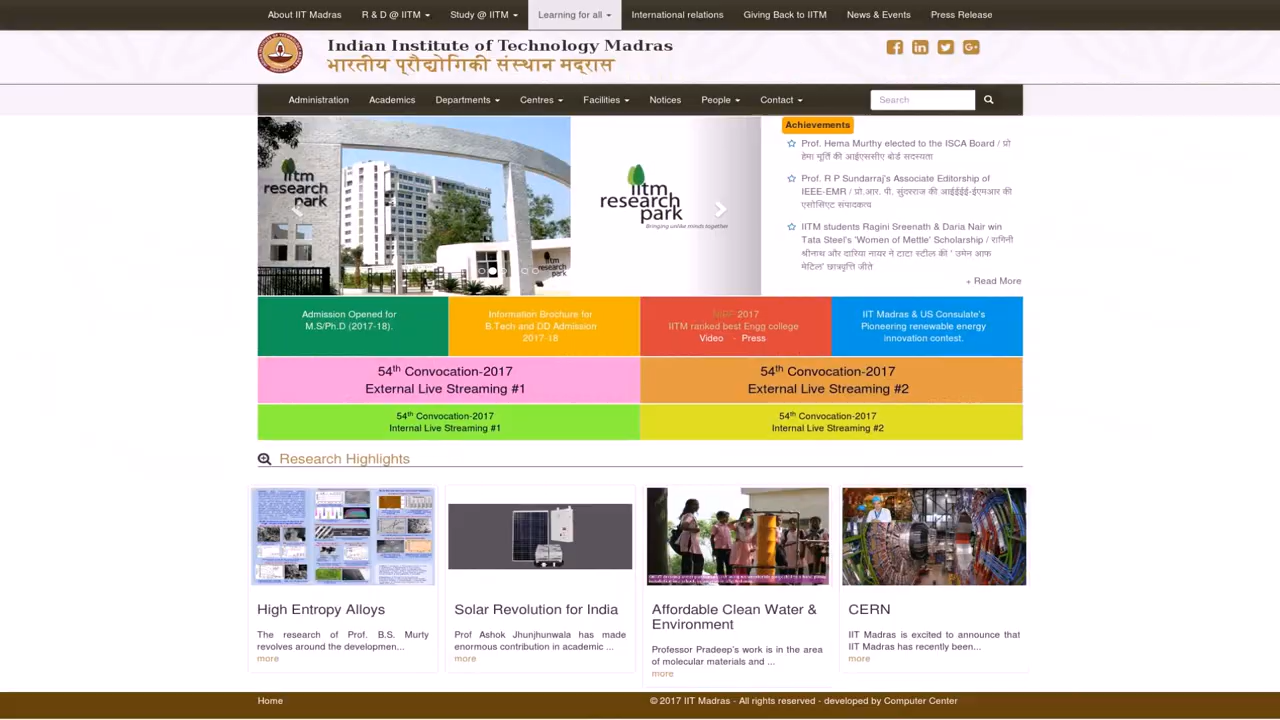 About IIT Madras
R & D @ IITM
Study @ IITM
Learning for all
International relations
Giving Back to IITM
News & Events
Press Release
Indian Institute of Technology Madras
भारतीय प्रौद्योगिकी संस्थान मद्रास
Administration
Academics
Departments
Centres
Facilities
Notices
People
Contact
Search
iitm
research
park
iitm
research
park
Bringing unlike minds together
iitm
research
park
Achievements
Prof. Hema Murthy elected to the ISCA Board / प्रो
हेमा मूर्ति की आईएससीए बोर्ड सदस्यता
Prof. R P Sundarraj's Associate Editorship of
IEEE-EMR / प्रो.आर. पी. सुंदरराज की आईईईई-ईएमआर की
एसोसिएट संपादकत्व
IITM students Ragini Sreenath & Daria Nair win
Tata Steel's 'Women of Mettle' Scholarship / रागिनी
श्रीनाथ और दारिया नायर ने टाटा स्टील की ' उमेन आफ
मेटिल' छात्रवृत्ति जीते
+ Read More
Admission Opened for
M.S/Ph.D (2017-18).
Information Brochure for
B.Tech and DD Admission
2017-18
NIRF 2017
IITM ranked best Engg college
Video - Press
IIT Madras & US Consulate's
Pioneering renewable energy
innovation contest.
54th Convocation-2017
External Live Streaming #1
54th Convocation-2017
External Live Streaming #2
54th Convocation-2017
Internal Live Streaming #1
54th Convocation-2017
Internal Live Streaming #2
Research Highlights
High Entropy Alloys
The research of Prof. B.S. Murty
revolves around the developmen...
more
Solar Revolution for India
Prof Ashok Jhunjhunwala has made
enormous contribution in academic ...
more
Affordable Clean Water &
Environment
Professor Pradeep's work is in the area
of molecular materials and ...
more
CERN
IIT Madras is excited to announce that
IIT Madras has recently been...
more
Home
© 2017 IIT Madras - All rights reserved - developed by Computer Center